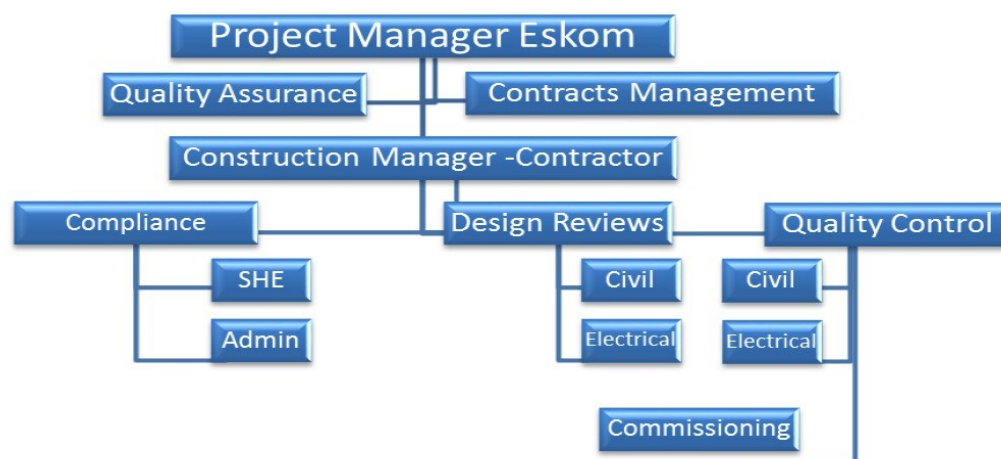 Project Manager Eskom
Quality Assurance
Contracts Management
Construction Manager -Contractor
Compliance
Design Reviews
Quality Control
SHE
Civil
Civil
Admin
Electrical
Electrical
Commissioning